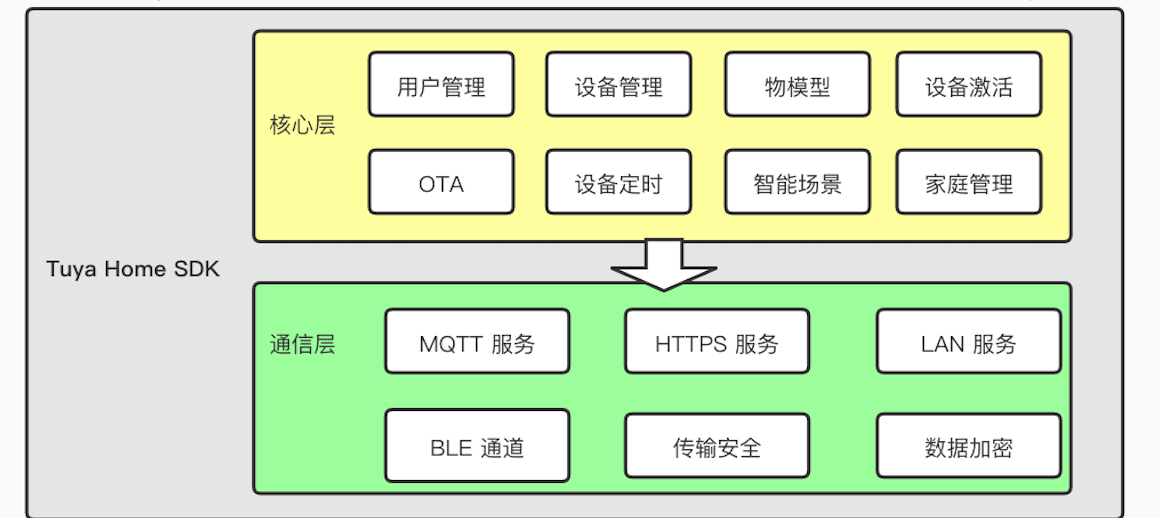 用户管理
设备管理
物模型
设备激活
核心层
OTA
设备定时
智能场景
家庭管理
Tuya Home SDK
通信层
MQTT 服务
HTTPS 服务
LAN 服务
BLE 通道
传输安全
数据加密